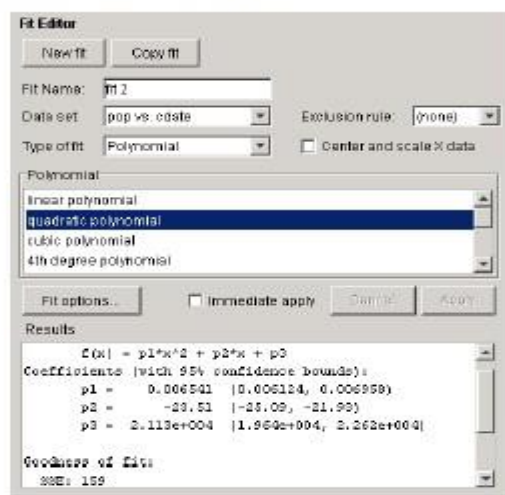 Fit Editor
New fit Copy fit
Fit Name: fit 2
Data set pop vs. cdate Exclusion rule: (none)
Type of fit Polynomial Center and scale X data
Polynomial
linear polynomial
quadratic polynomial
cubic polynomial
4th degree polynomial
Fit options... Immediate apply Cancel Apply
Results
f(x) = p1*x^2 + p2*x + p3
Coefficients (with 95% confidence bounds):
p1 = 0.006541 (0.006124, 0.006958)
p2 = -23.51 (-25.09, -21.93)
p3 = 2.113e+004 (1.964e+004, 2.262e+004)
Goodness of fit:
SSE: 159